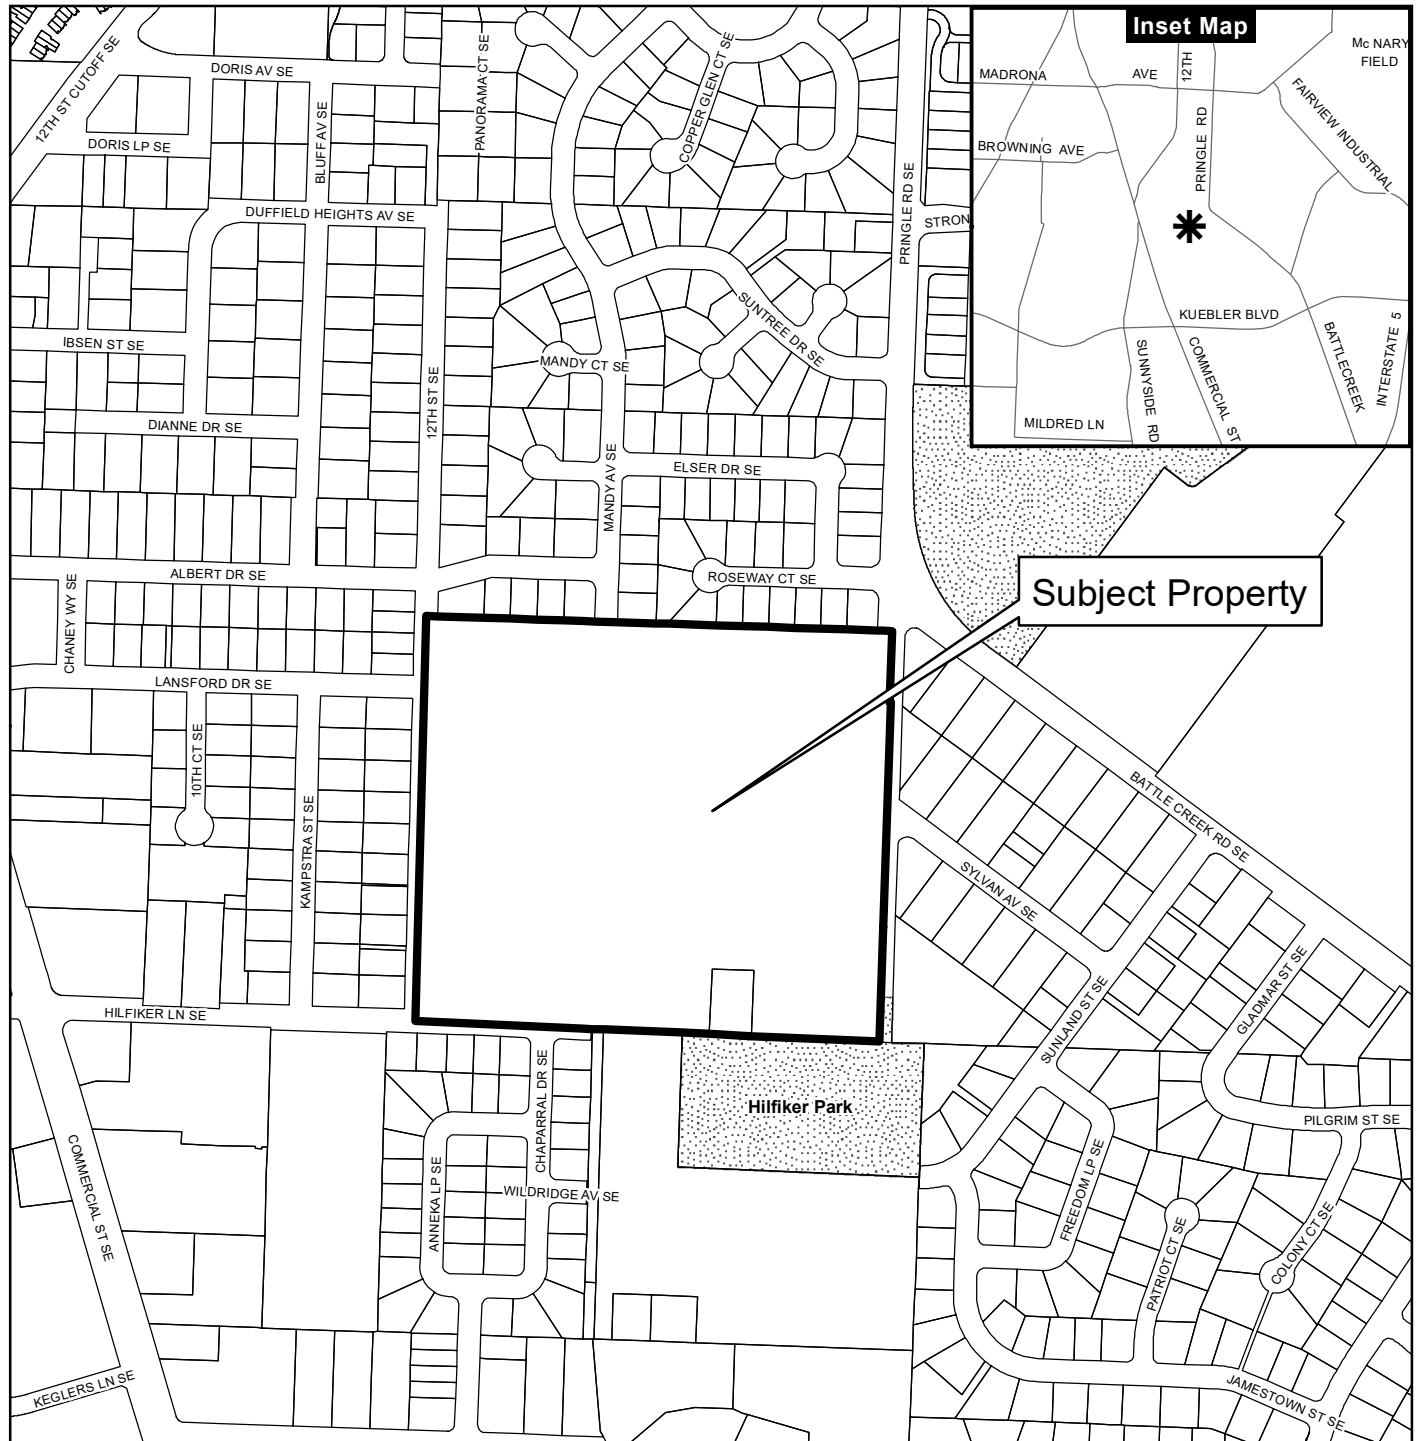 Inset Map
Mc NARY
FIELD
MADRONA
AVE
12TH
FAIRVIEW INDUSTRIAL
PRINGLE RD
BROWNING AVE
KUEBLER BLVD
SUNNYSIDE RD
COMMERCIAL ST
BATTLECREEK
INTERSTATE 5
MILDRED LN
12TH ST CUTOFF SE
DORIS AV SE
PANORAMA CT SE
COPPER GLEN CT SE
DORIS LP SE
BLUFF AV SE
PRINGLE RD SE
DUFFIELD HEIGHTS AV SE
STRON
SUNTREE DR SE
IBSEN ST SE
MANDY CT SE
12TH ST SE
DIANNE DR SE
ELSER DR SE
MANDY AV SE
ALBERT DR SE
ROSEWAY CT SE
Subject Property
CHANEY WY SE
LANSFORD DR SE
10TH CT SE
KAMPSTRA ST SE
BATTLE CREEK RD SE
SYLVAN AV SE
GLADMAR ST SE
SUNLAND ST SE
HILFIKER LN SE
CHAPARRAL DR SE
Hilfiker Park
PILGRIM ST SE
COMMERCIAL ST SE
ANNEKA LP SE
WILDRIDGE AV SE
FREEDOM LP SE
PATRIOT CT SE
COLONY CT SE
KEGLERS LN SE
JAMESTOWN ST SE